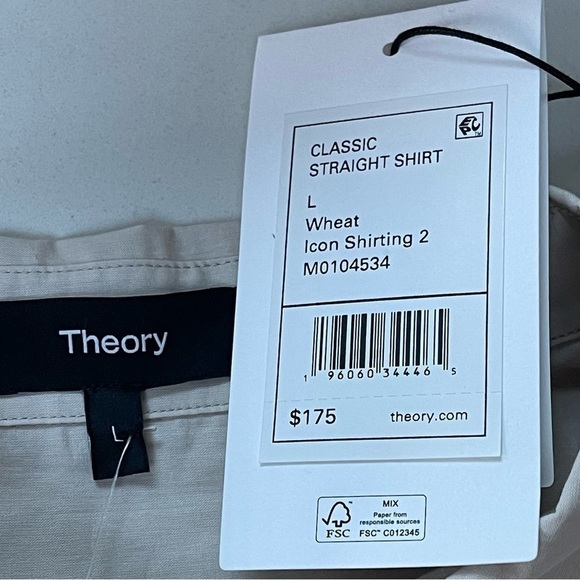 CLASSIC
STRAIGHT SHIRT
L
Wheat
Icon Shirting 2
M0104534
1 96060 34446 5
$175 theory.com
Theory
L
FSC
MIX
Paper from
responsible sources
FSC™ C012345